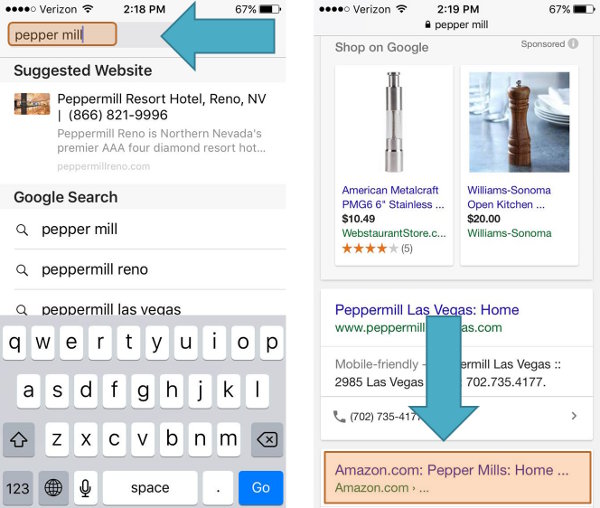 Verizon 2:18 PM 67%
pepper mill
Suggested Website
Peppermill Resort Hotel, Reno, NV
| (866) 821-9996
Peppermill Reno is Northern Nevada's
premier AAA four diamond resort hot...
peppermillreno.com
Google Search
pepper mill
peppermill reno
peppermill las vegas
q w e r t y u i o p
a s d f g h j k l
z x c v b n m
123 space . Go
Verizon 2:19 PM 67%
pepper mill
Shop on Google Sponsored i
American Metalcraft
PMG6 6" Stainless ...
$10.49
WebstaurantStore.c...
(5)
Williams-Sonoma
Open Kitchen ...
$20.00
Williams-Sonoma
Peppermill Las Vegas: Home
www.peppermill as.com
Mobile-friendly - ermill Las Vegas ::
2985 Las Vegas 702.735.4177.
(702) 735-417
Amazon.com: Pepper Mills: Home ...
Amazon.com › ...